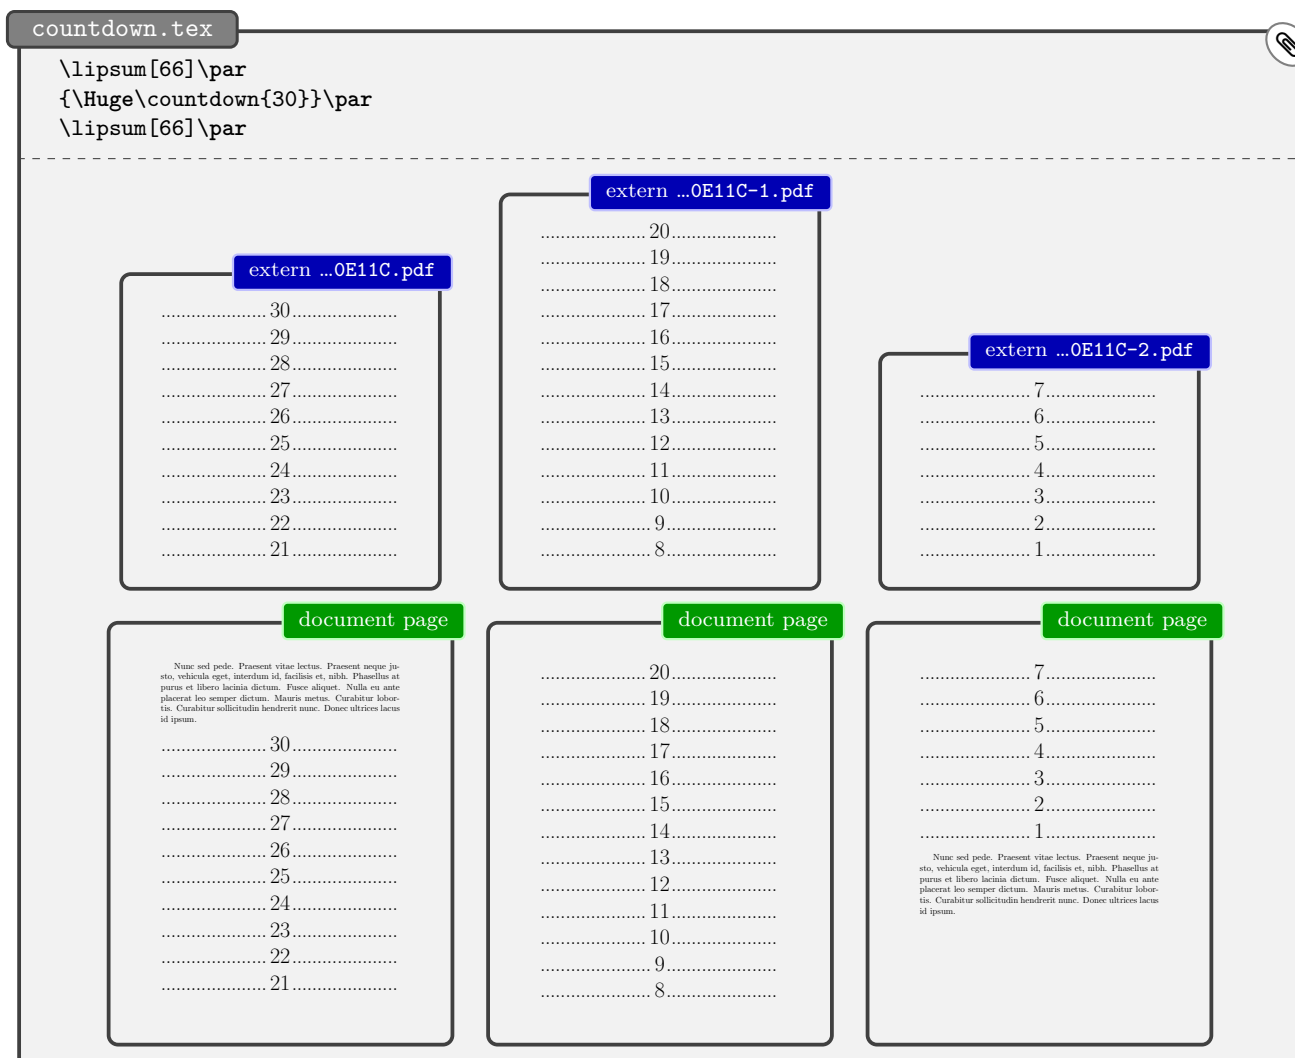 countdown.tex
\lipsum[66]\par
{\Huge\countdown{30}}\par
\lipsum[66]\par
extern ...0E11C.pdf
.....................30.....................
.....................29.....................
.....................28.....................
.....................27.....................
.....................26.....................
.....................25.....................
.....................24.....................
.....................23.....................
.....................22.....................
.....................21.....................
extern ...0E11C-1.pdf
.....................20.....................
.....................19.....................
.....................18.....................
.....................17.....................
.....................16.....................
.....................15.....................
.....................14.....................
.....................13.....................
.....................12.....................
.....................11.....................
.....................10.....................
......................9......................
......................8......................
extern ...0E11C-2.pdf
......................7......................
......................6......................
......................5......................
......................4......................
......................3......................
......................2......................
......................1......................
document page
Nunc sed pede. Praesent vitae lectus. Praesent neque ju-
sto, vehicula eget, interdum id, facilisis et, nibh. Phasellus at
purus et libero lacinia dictum. Fusce aliquet. Nulla eu ante
placerat leo semper dictum. Mauris metus. Curabitur lobor-
tis. Curabitur sollicitudin hendrerit nunc. Donec ultrices lacus
id ipsum.
.....................30.....................
.....................29.....................
.....................28.....................
.....................27.....................
.....................26.....................
.....................25.....................
.....................24.....................
.....................23.....................
.....................22.....................
.....................21.....................
document page
.....................20.....................
.....................19.....................
.....................18.....................
.....................17.....................
.....................16.....................
.....................15.....................
.....................14.....................
.....................13.....................
.....................12.....................
.....................11.....................
.....................10.....................
......................9......................
......................8......................
document page
......................7......................
......................6......................
......................5......................
......................4......................
......................3......................
......................2......................
......................1......................
Nunc sed pede. Praesent vitae lectus. Praesent neque ju-
sto, vehicula eget, interdum id, facilisis et, nibh. Phasellus at
purus et libero lacinia dictum. Fusce aliquet. Nulla eu ante
placerat leo semper dictum. Mauris metus. Curabitur lobor-
tis. Curabitur sollicitudin hendrerit nunc. Donec ultrices lacus
id ipsum.